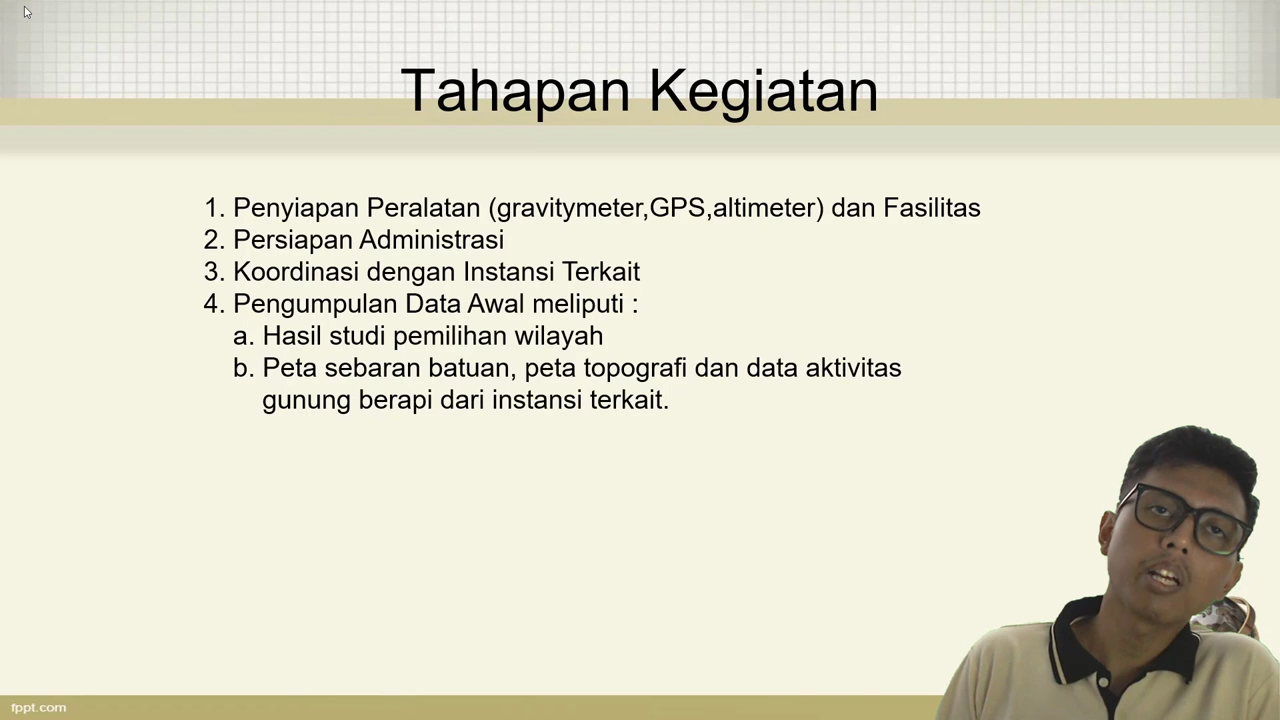 Tahapan Kegiatan
1. Penyiapan Peralatan (gravitymeter,GPS,altimeter) dan Fasilitas
2. Persiapan Administrasi
3. Koordinasi dengan Instansi Terkait
4. Pengumpulan Data Awal meliputi :
a. Hasil studi pemilihan wilayah
b. Peta sebaran batuan, peta topografi dan data aktivitas
gunung berapi dari instansi terkait.
fppt.com